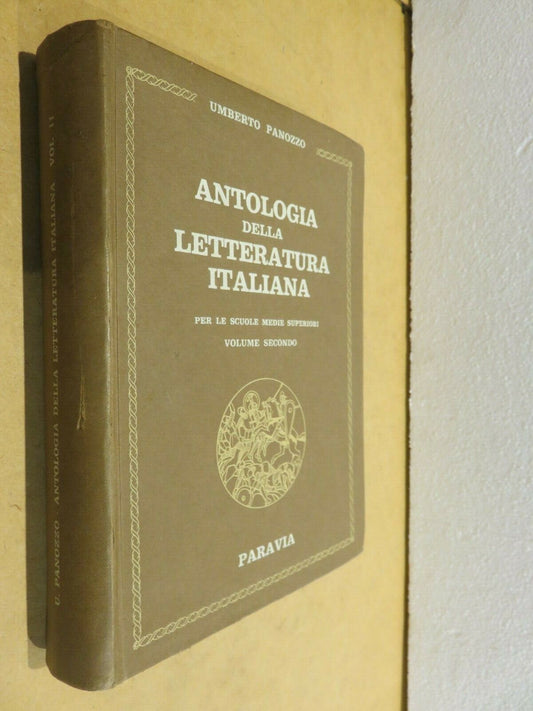 UMBERTO PANOZZO
ANTOLOGIA
DELLA
LETTERATURA
ITALIANA
PER LE SCUOLE MEDIE SUPERIORI
VOLUME SECONDO
PARAVIA
U. PANOZZO - ANTOLOGIA DELLA LETTERATURA ITALIANA VOL. II